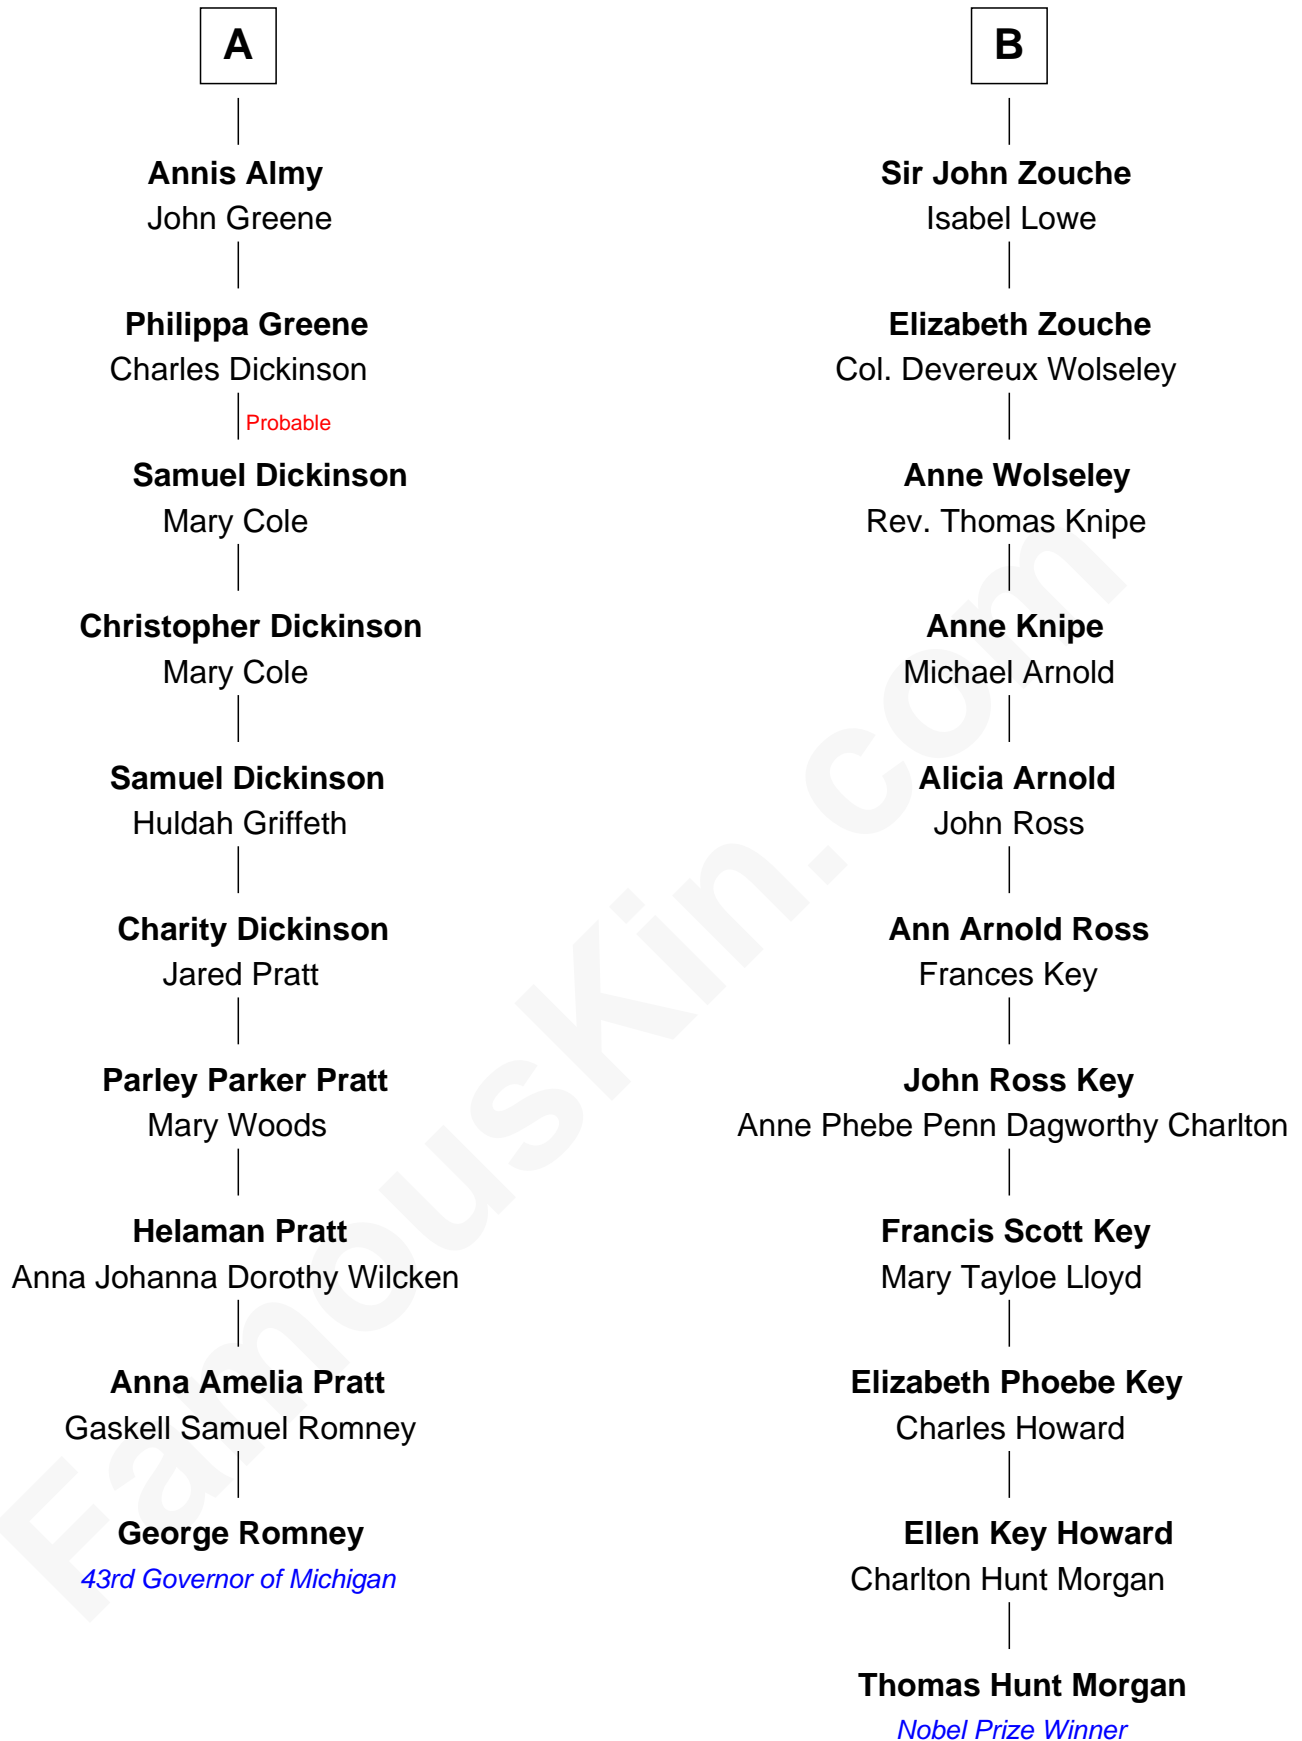 A
Annis Almy
John Greene
Philippa Greene
Charles Dickinson
Probable
Samuel Dickinson
Mary Cole
Christopher Dickinson
Mary Cole
Samuel Dickinson
Huldah Griffeth
Charity Dickinson
Jared Pratt
Parley Parker Pratt
Mary Woods
Helaman Pratt
Anna Johanna Dorothy Wilcken
Anna Amelia Pratt
Gaskell Samuel Romney
George Romney
43rd Governor of Michigan
B
Sir John Zouche
Isabel Lowe
Elizabeth Zouche
Col. Devereux Wolseley
Anne Wolseley
Rev. Thomas Knipe
Anne Knipe
Michael Arnold
Alicia Arnold
John Ross
Ann Arnold Ross
Frances Key
John Ross Key
Anne Phebe Penn Dagworthy Charlton
Francis Scott Key
Mary Tayloe Lloyd
Elizabeth Phoebe Key
Charles Howard
Ellen Key Howard
Charlton Hunt Morgan
Thomas Hunt Morgan
Nobel Prize Winner
FamousKin.com